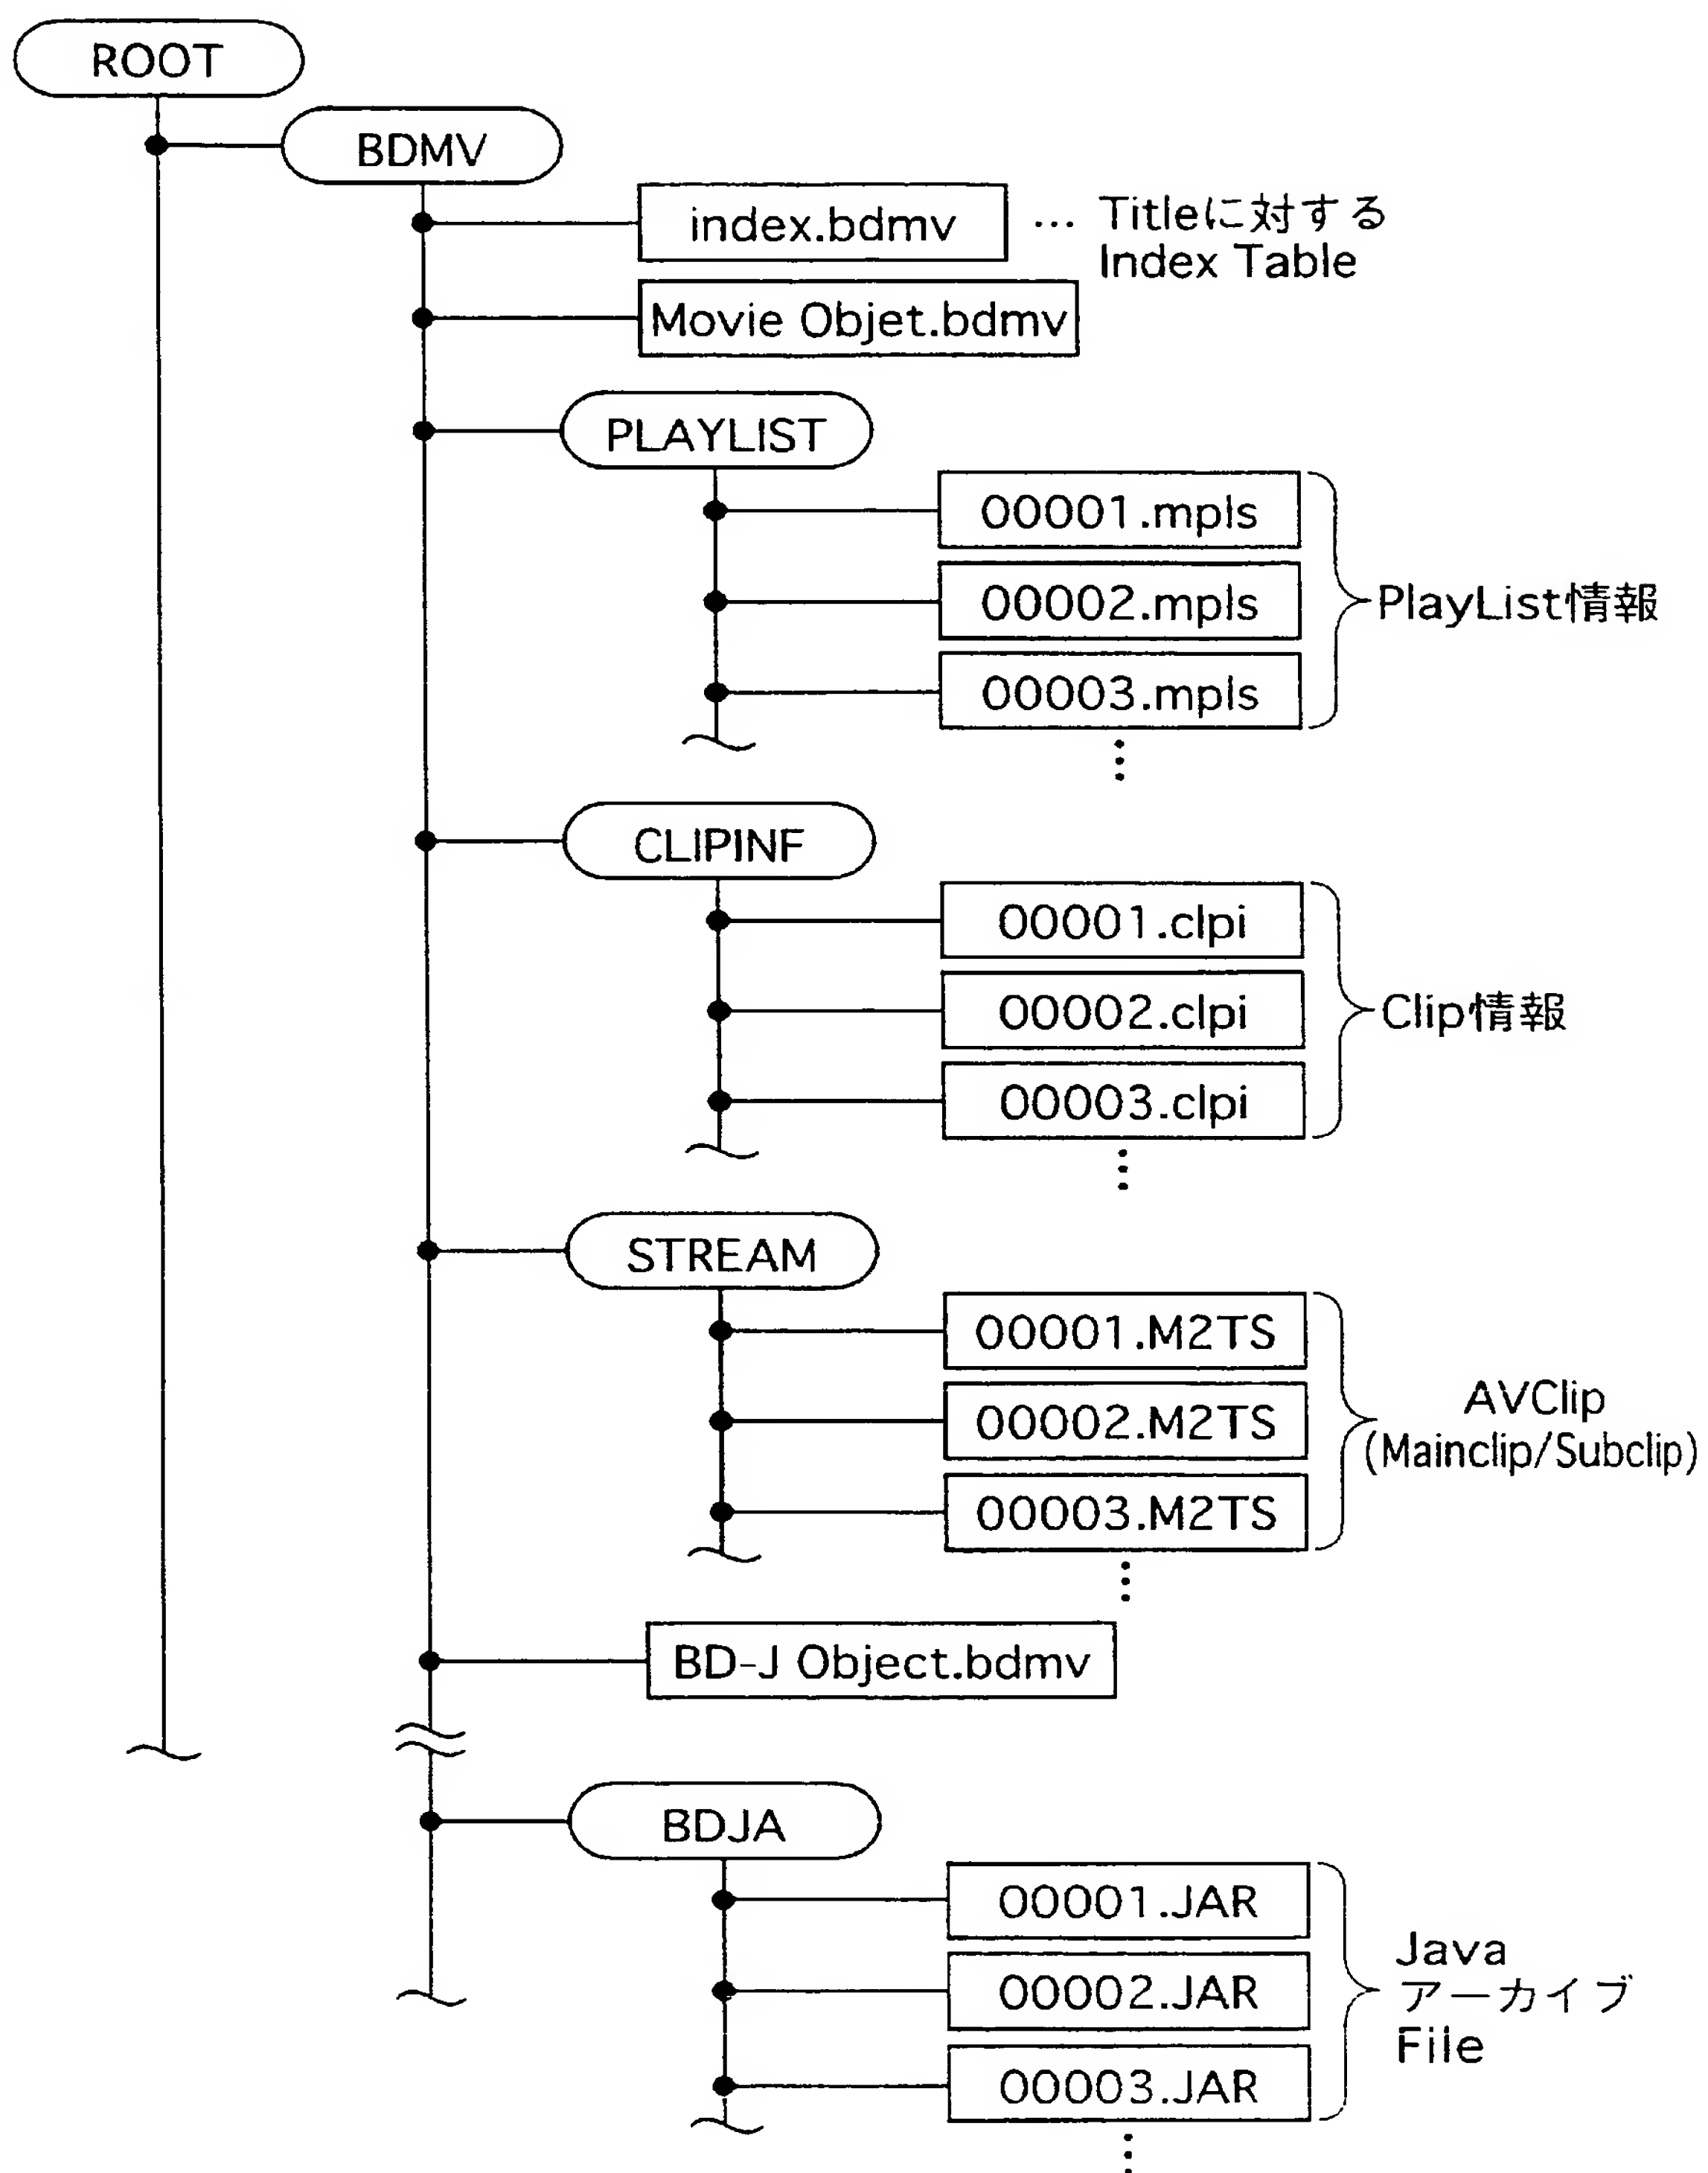 ROOT
BDMV
index.bdmv
… Titleに対する
Index Table
Movie Objet.bdmv
PLAYLIST
00001.mpls
00002.mpls
PlayList情報
00003.mpls
CLIPINF
00001.clpi
00002.clpi
Clip情報
00003.clpi
STREAM
00001.M2TS
00002.M2TS
AVClip
(Mainclip/Subclip)
00003.M2TS
BD-J Object.bdmv
BDJA
00001.JAR
00002.JAR
Java
アーカイブ
File
00003.JAR